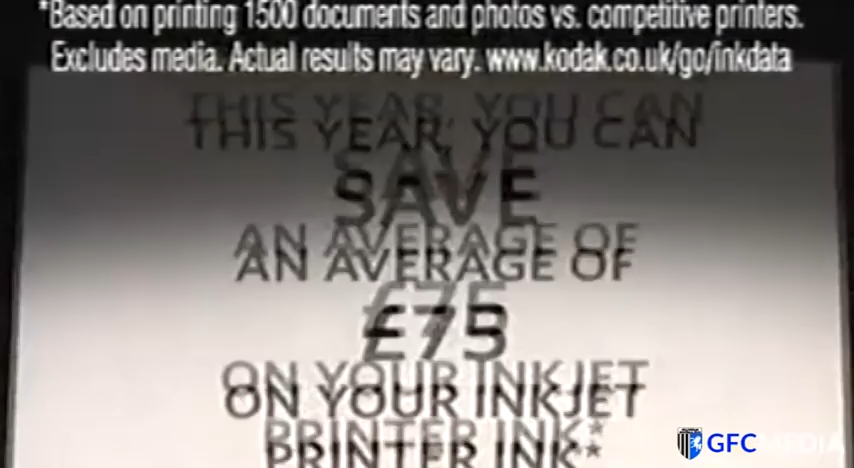 *Based on printing 1500 documents and photos vs. competitive printers.
Excludes media. Actual results may vary. www.kodak.co.uk/go/inkdata
THIS YEAR, YOU CAN
SAVE
AN AVERAGE OF
£75
ON YOUR INKJET
PRINTER INK*
GFC MEDIA